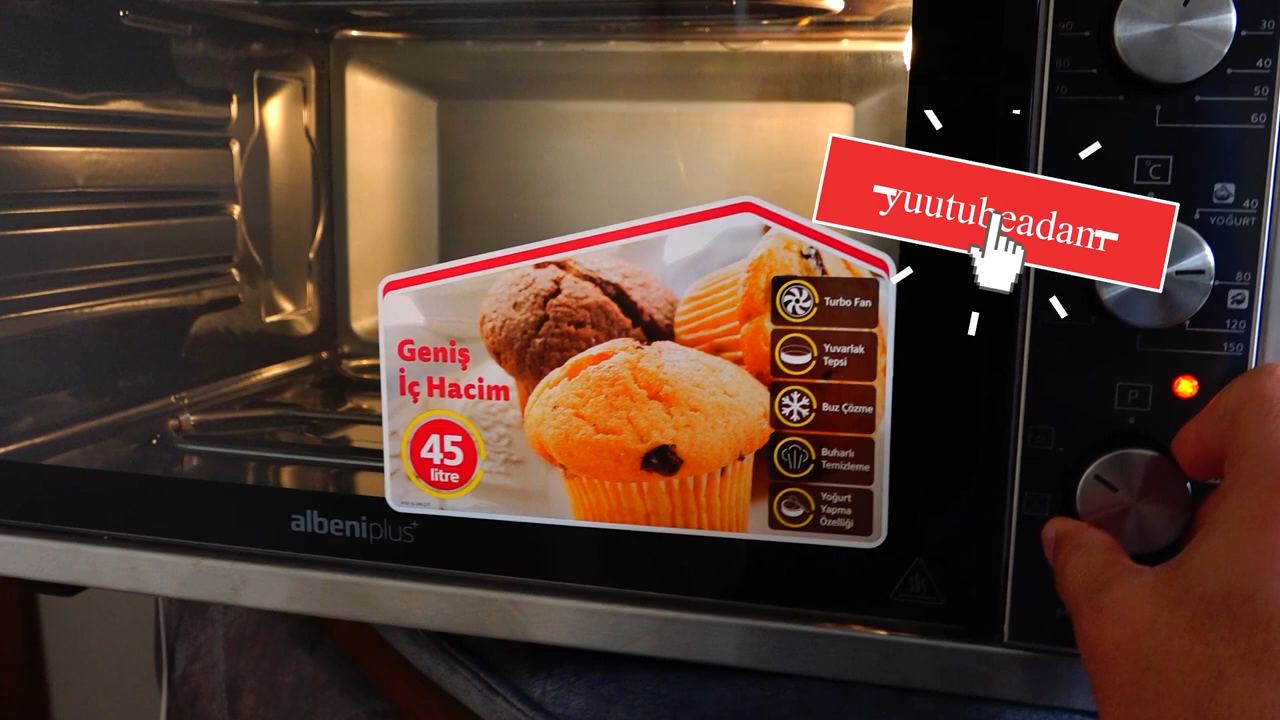 90
80
70
30
40
50
60
°C
40
YOĞURT
80
120
150
P
yuutubeadam
Geniş
İç Hacim
45
litre
Turbo Fan
Yuvarlak
Tepsi
Buz Çözme
Buharlı
Temizleme
Yoğurt
Yapma
Özelliği
albeniplus+